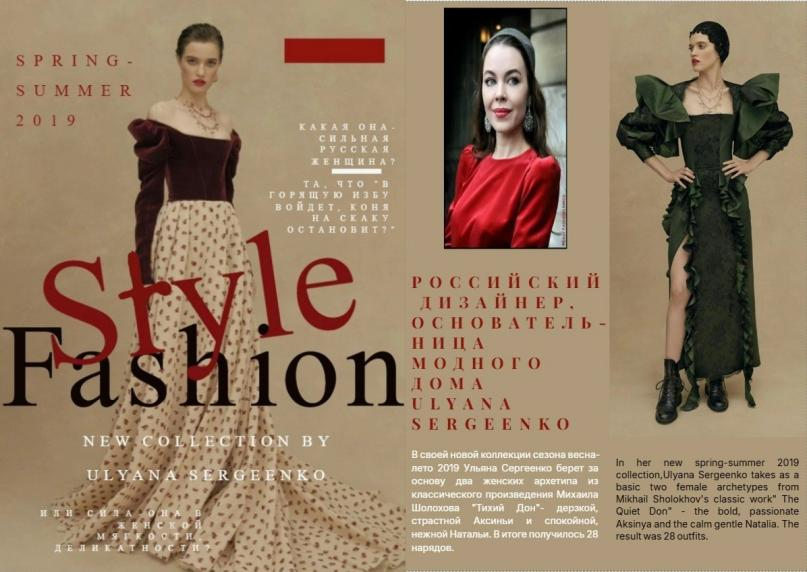 SPRING-
SUMMER
2019
КАКАЯ ОНА-
СИЛЬНАЯ
РУССКАЯ
ЖЕНЩИНА?
ТА, ЧТО "В
ГОРЯЩУЮ ИЗБУ
ВОЙДЕТ, КОНЯ
НА СКАКУ
ОСТАНОВИТ?"
Style
Fashion
NEW COLLECTION BY
ULYANA SERGEENKO
ИЛИ СИЛА ОНА В
ЖЕНСКОЙ
МЯГКОСТИ,
ДЕЛИКАТНОСТИ?
РОССИЙСКИЙ
ДИЗАЙНЕР,
ОСНОВАТЕЛЬ-
НИЦА
МОДНОГО
ДОМА
ULYANA
SERGEENKO
В своей новой коллекции сезона весна-
лето 2019 Ульяна Сергеенко берет за
основу два женских архетипа из
классического произведения Михаила
Шолохова "Тихий Дон"- дерзкой,
страстной Аксиньи и спокойной,
нежной Натальи. В итоге получилось 28
нарядов.
In her new spring-summer 2019
collection,Ulyana Sergeenko takes as a
basic two female archetypes from
Mikhail Sholokhov's classic work" The
Quiet Don" - the bold, passionate
Aksinya and the calm gentle Natalia. The
result was 28 outfits.